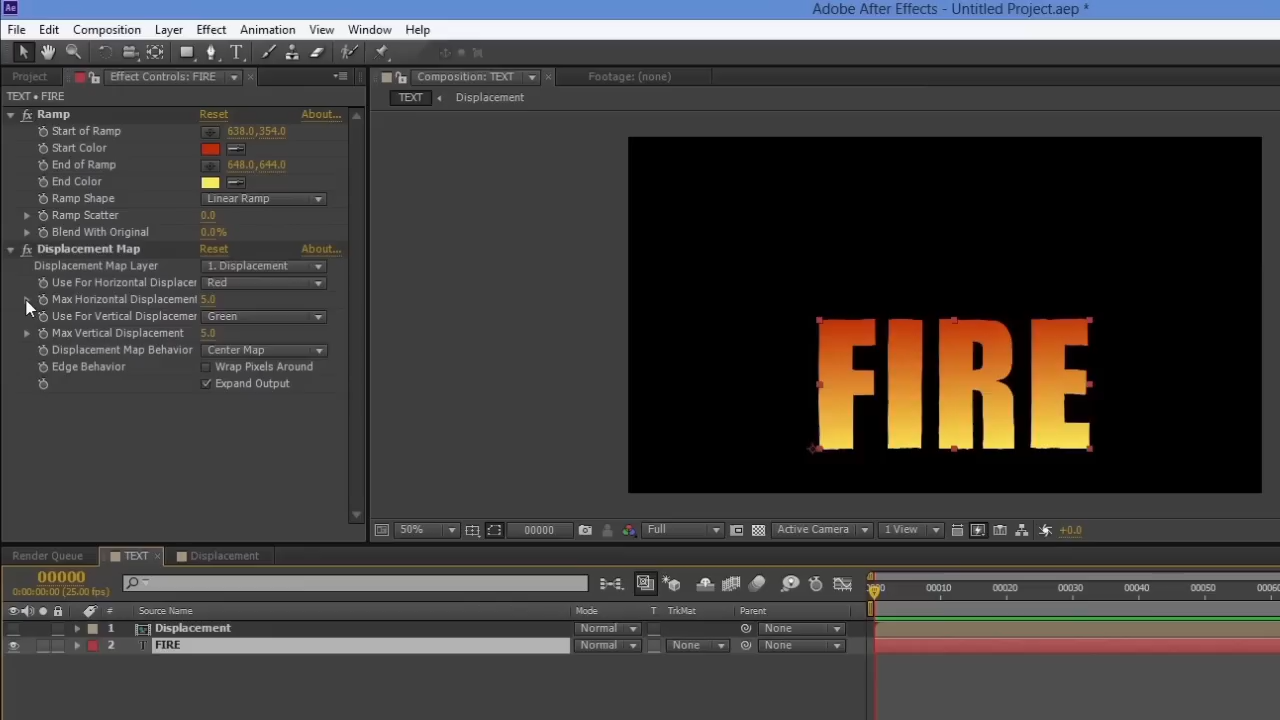 Ae Adobe After Effects - Untitled Project.aep *
File Edit Composition Layer Effect Animation View Window Help
Project Effect Controls: FIRE Composition: TEXT Footage: (none)
TEXT • FIRE
TEXT Displacement
fx Ramp Reset About...
Start of Ramp 638.0,354.0
Start Color
End of Ramp 648.0,644.0
End Color
Ramp Shape Linear Ramp
Ramp Scatter 0.0
Blend With Original 0.0%
fx Displacement Map Reset About...
Displacement Map Layer 1. Displacement
Use For Horizontal Displacer Red
Max Horizontal Displacement 5.0
Use For Vertical Displacemer Green
Max Vertical Displacement 5.0
Displacement Map Behavior Center Map
Edge Behavior Wrap Pixels Around
Expand Output
FIRE
50% 00000 Full Active Camera 1 View +0.0
Render Queue TEXT Displacement
00000
0:00:00:00 (25.00 fps)
00010 00020 00030 00040 00050
# Source Name Mode T TrkMat Parent
1 Displacement Normal None
2 T FIRE Normal None None